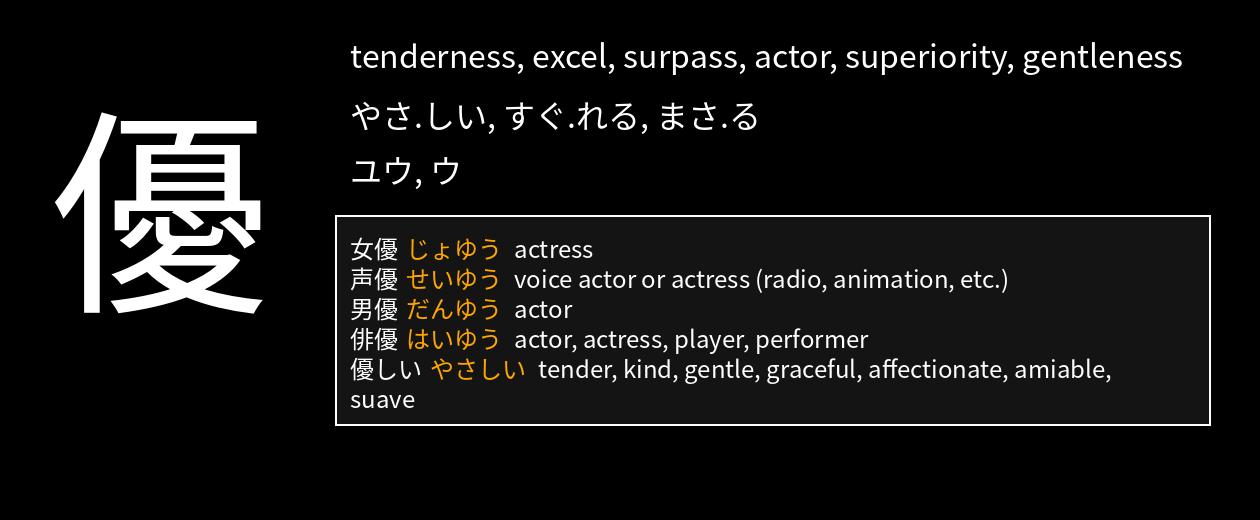 優
tenderness, excel, surpass, actor, superiority, gentleness
やさ.しい, すぐ.れる, まさ.る
ユウ, ウ
女優 じょゆう actress
声優 せいゆう voice actor or actress (radio, animation, etc.)
男優 だんゆう actor
俳優 はいゆう actor, actress, player, performer
優しい やさしい tender, kind, gentle, graceful, affectionate, amiable,
suave